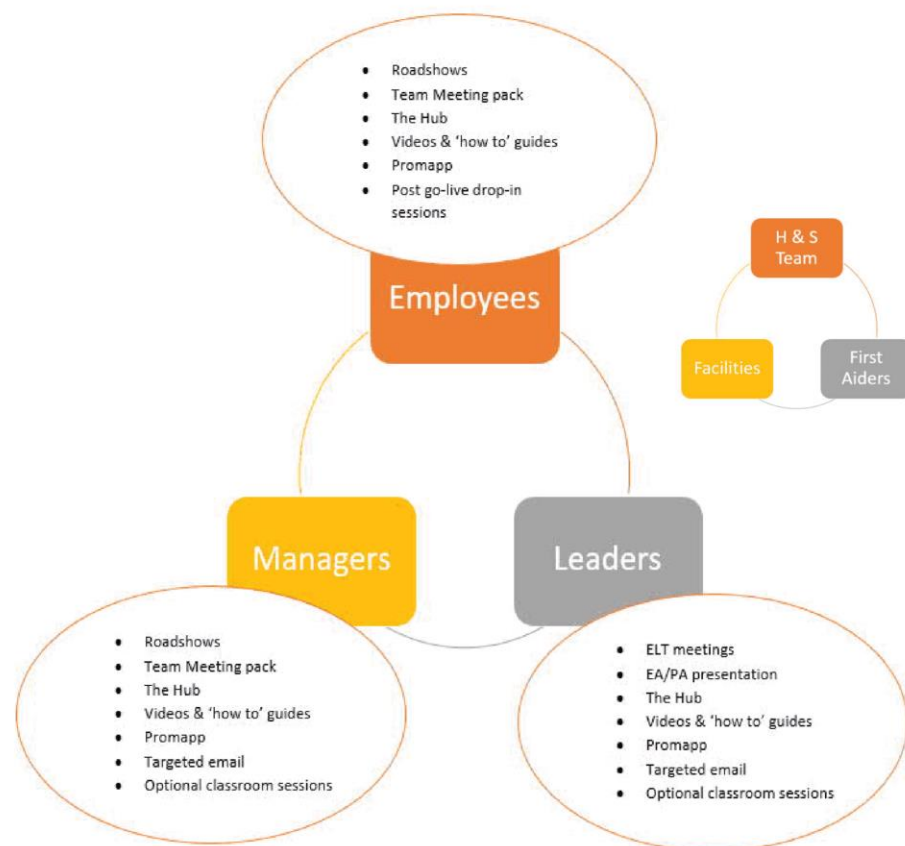 • Roadshows
• Team Meeting pack
• The Hub
• Videos & ‘how to’ guides
• Promapp
• Post go-live drop-in
sessions
Employees
H & S
Team
Facilities
First
Aiders
Managers
Leaders
• Roadshows
• Team Meeting pack
• The Hub
• Videos & ‘how to’ guides
• Promapp
• Targeted email
• Optional classroom sessions
• ELT meetings
• EA/PA presentation
• The Hub
• Videos & ‘how to’ guides
• Promapp
• Targeted email
• Optional classroom sessions